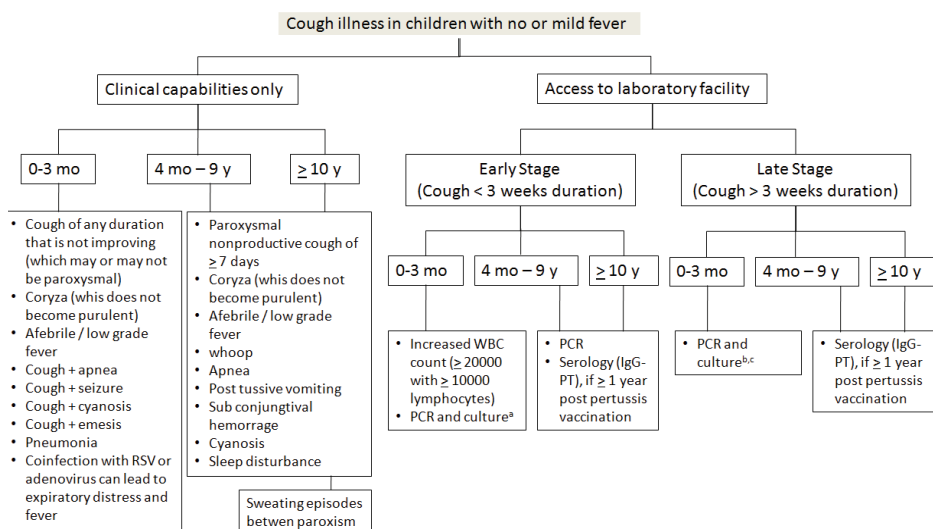 Cough illness in children with no or mild fever
Clinical capabilities only
Access to laboratory facility
0-3 mo
4 mo – 9 y
≥ 10 y
Early Stage
(Cough < 3 weeks duration)
Late Stage
(Cough > 3 weeks duration)
• Cough of any duration
that is not improving
(which may or may not
be paroxysmal)
• Coryza (whis does not
become purulent)
• Afebrile / low grade
fever
• Cough + apnea
• Cough + seizure
• Cough + cyanosis
• Cough + emesis
• Pneumonia
• Coinfection with RSV or
adenovirus can lead to
expiratory distress and
fever
• Paroxysmal
nonproductive cough of
≥ 7 days
• Coryza (whis does not
become purulent)
• Afebrile / low grade
fever
• whoop
• Apnea
• Post tussive vomiting
• Sub conjungtival
hemorrage
• Cyanosis
• Sleep disturbance
Sweating episodes
betwen paroxism
0-3 mo
4 mo – 9 y
≥ 10 y
• Increased WBC
count (≥ 20000
with ≥ 10000
lymphocytes)
• PCR and cultureᵃ
• PCR
• Serology (IgG-
PT), if ≥ 1 year
post pertussis
vaccination
0-3 mo
4 mo – 9 y
≥ 10 y
• PCR and
cultureᵇ,ᶜ
• Serology (IgG-
PT), if ≥ 1 year
post pertussis
vaccination